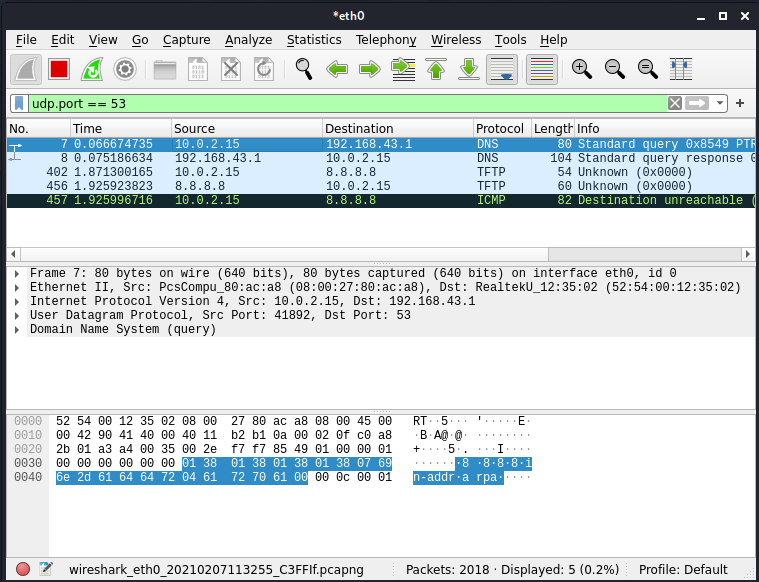 *eth0
File Edit View Go Capture Analyze Statistics Telephony Wireless Tools Help
udp.port == 53
No. Time Source Destination Protocol Length Info
7 0.066674735 10.0.2.15 192.168.43.1 DNS 80 Standard query 0x8549 PTR
8 0.075186634 192.168.43.1 10.0.2.15 DNS 104 Standard query response 0
402 1.871300165 10.0.2.15 8.8.8.8 TFTP 54 Unknown (0x0000)
456 1.925923823 8.8.8.8 10.0.2.15 TFTP 60 Unknown (0x0000)
457 1.925996716 10.0.2.15 8.8.8.8 ICMP 82 Destination unreachable (
Frame 7: 80 bytes on wire (640 bits), 80 bytes captured (640 bits) on interface eth0, id 0
Ethernet II, Src: PcsCompu_80:ac:a8 (08:00:27:80:ac:a8), Dst: RealtekU_12:35:02 (52:54:00:12:35:02)
Internet Protocol Version 4, Src: 10.0.2.15, Dst: 192.168.43.1
User Datagram Protocol, Src Port: 41892, Dst Port: 53
Domain Name System (query)
0000 52 54 00 12 35 02 08 00 27 80 ac a8 08 00 45 00 RT··5··· '·····E·
0010 00 42 90 41 40 00 40 11 b2 b1 0a 00 02 0f c0 a8 ·B·A@·@· ········
0020 2b 01 a3 a4 00 35 00 2e f7 f7 85 49 01 00 00 01 +····5·. ···I····
0030 00 00 00 00 00 00 01 38 01 38 01 38 01 38 07 69 ·······8 ·8·8·8·i
0040 6e 2d 61 64 64 72 04 61 72 70 61 00 00 0c 00 01 n-addr·a rpa·····
wireshark_eth0_20210207113255_C3FFIf.pcapng Packets: 2018 · Displayed: 5 (0.2%) Profile: Default